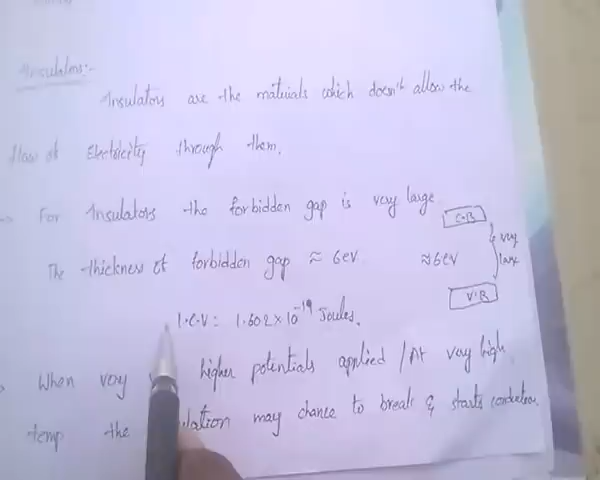 Insulators:-
Insulators are the materials which doesn't allow the
flow of Electricity through them.
-> For Insulators the forbidden gap is very large
C.B
The thickness of forbidden gap ≈ 6ev
≈6ev
very
large
V.B
1.e.V = 1.602×10^-19 Joules.
When very higher potentials applied /At very high
temp the may chance to break & starts conduction